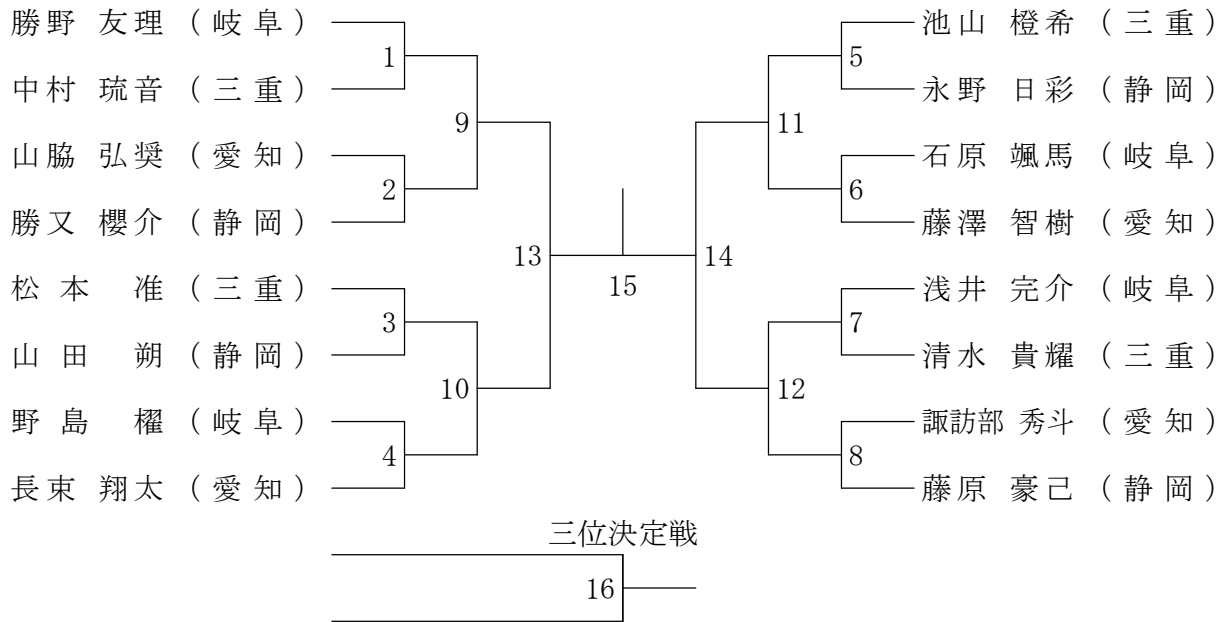 勝野 友理 (岐阜)
1
中村 琉音 (三重)
9
山脇 弘奨 (愛知)
2
勝又 櫻介 (静岡)
13
松本 准 (三重)
3
山田 朔 (静岡)
10
野島 櫂 (岐阜)
4
長束 翔太 (愛知)
15
池山 橙希 (三重)
5
永野 日彩 (静岡)
11
石原 颯馬 (岐阜)
6
藤澤 智樹 (愛知)
14
浅井 完介 (岐阜)
7
清水 貴耀 (三重)
12
諏訪部 秀斗 (愛知)
8
藤原 豪己 (静岡)
三位決定戦
16